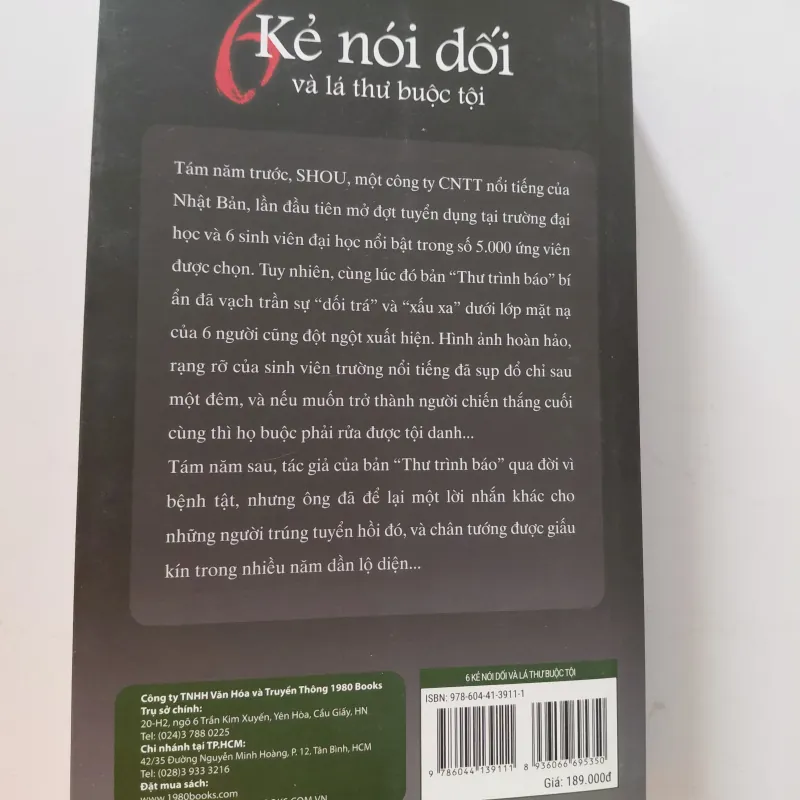 6 Kẻ nói dối
và lá thư buộc tội
Tám năm trước, SHOU, một công ty CNTT nổi tiếng của
Nhật Bản, lần đầu tiên mở đợt tuyển dụng tại trường đại
học và 6 sinh viên đại học nổi bật trong số 5.000 ứng viên
được chọn. Tuy nhiên, cùng lúc đó bản “Thư trình báo” bí
ẩn đã vạch trần sự “dối trá” và “xấu xa” dưới lớp mặt nạ
của 6 người cũng đột ngột xuất hiện. Hình ảnh hoàn hảo,
rạng rỡ của sinh viên trường nổi tiếng đã sụp đổ chỉ sau
một đêm, và nếu muốn trở thành người chiến thắng cuối
cùng thì họ buộc phải rửa được tội danh...
Tám năm sau, tác giả của bản “Thư trình báo” qua đời vì
bệnh tật, nhưng ông đã để lại một lời nhắn khác cho
những người trúng tuyển hồi đó, và chân tướng được giấu
kín trong nhiều năm dần lộ diện...
Công ty TNHH Văn Hóa và Truyền Thông 1980 Books
Trụ sở chính:
20-H2, ngõ 6 Trần Kim Xuyến, Yên Hòa, Cầu Giấy, HN
Tel: (024)3 788 0225
Chi nhánh tại TP.HCM:
42/35 Đường Nguyễn Minh Hoàng, P. 12, Tân Bình, HCM
Tel: (028)3 933 3216
Đặt mua sách:
www.1980books.com
6 KẺ NÓI DỐI VÀ LÁ THƯ BUỘC TỘI
ISBN: 978-604-41-3911-1
9 786044 139111
8 936066 695350
Giá: 189.000đ